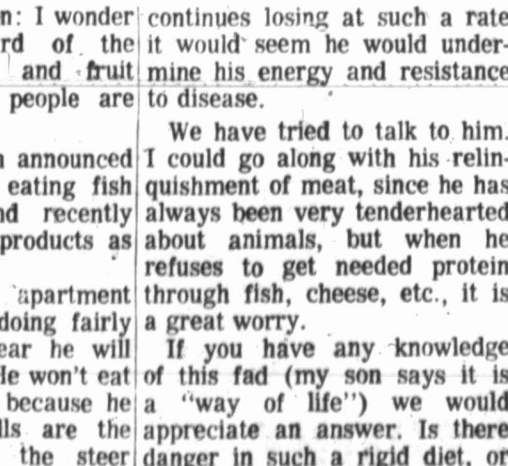 n: I wonder
rd of the
and fruit
people are
announced
eating fish
nd recently
products as
apartment
doing fairly
ear he will
He won't eat
because he
lls are the
the steer
continues losing at such a rate
it would seem he would under-
mine his energy and resistance
to disease.
We have tried to talk to him.
I could go along with his relin-
quishment of meat, since he has
always been very tenderhearted
about animals, but when he
refuses to get needed protein
through fish, cheese, etc., it is
a great worry.
If you have any knowledge
of this fad (my son says it is
a "way of life") we would
appreciate an answer. Is there
danger in such a rigid diet, or